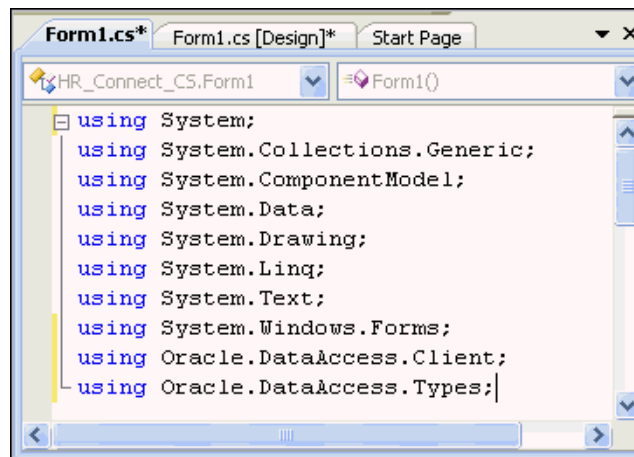 Form1.cs* Form1.cs [Design]* Start Page
HR_Connect_CS.Form1 Form1()
using System;
using System.Collections.Generic;
using System.ComponentModel;
using System.Data;
using System.Drawing;
using System.Linq;
using System.Text;
using System.Windows.Forms;
using Oracle.DataAccess.Client;
using Oracle.DataAccess.Types;